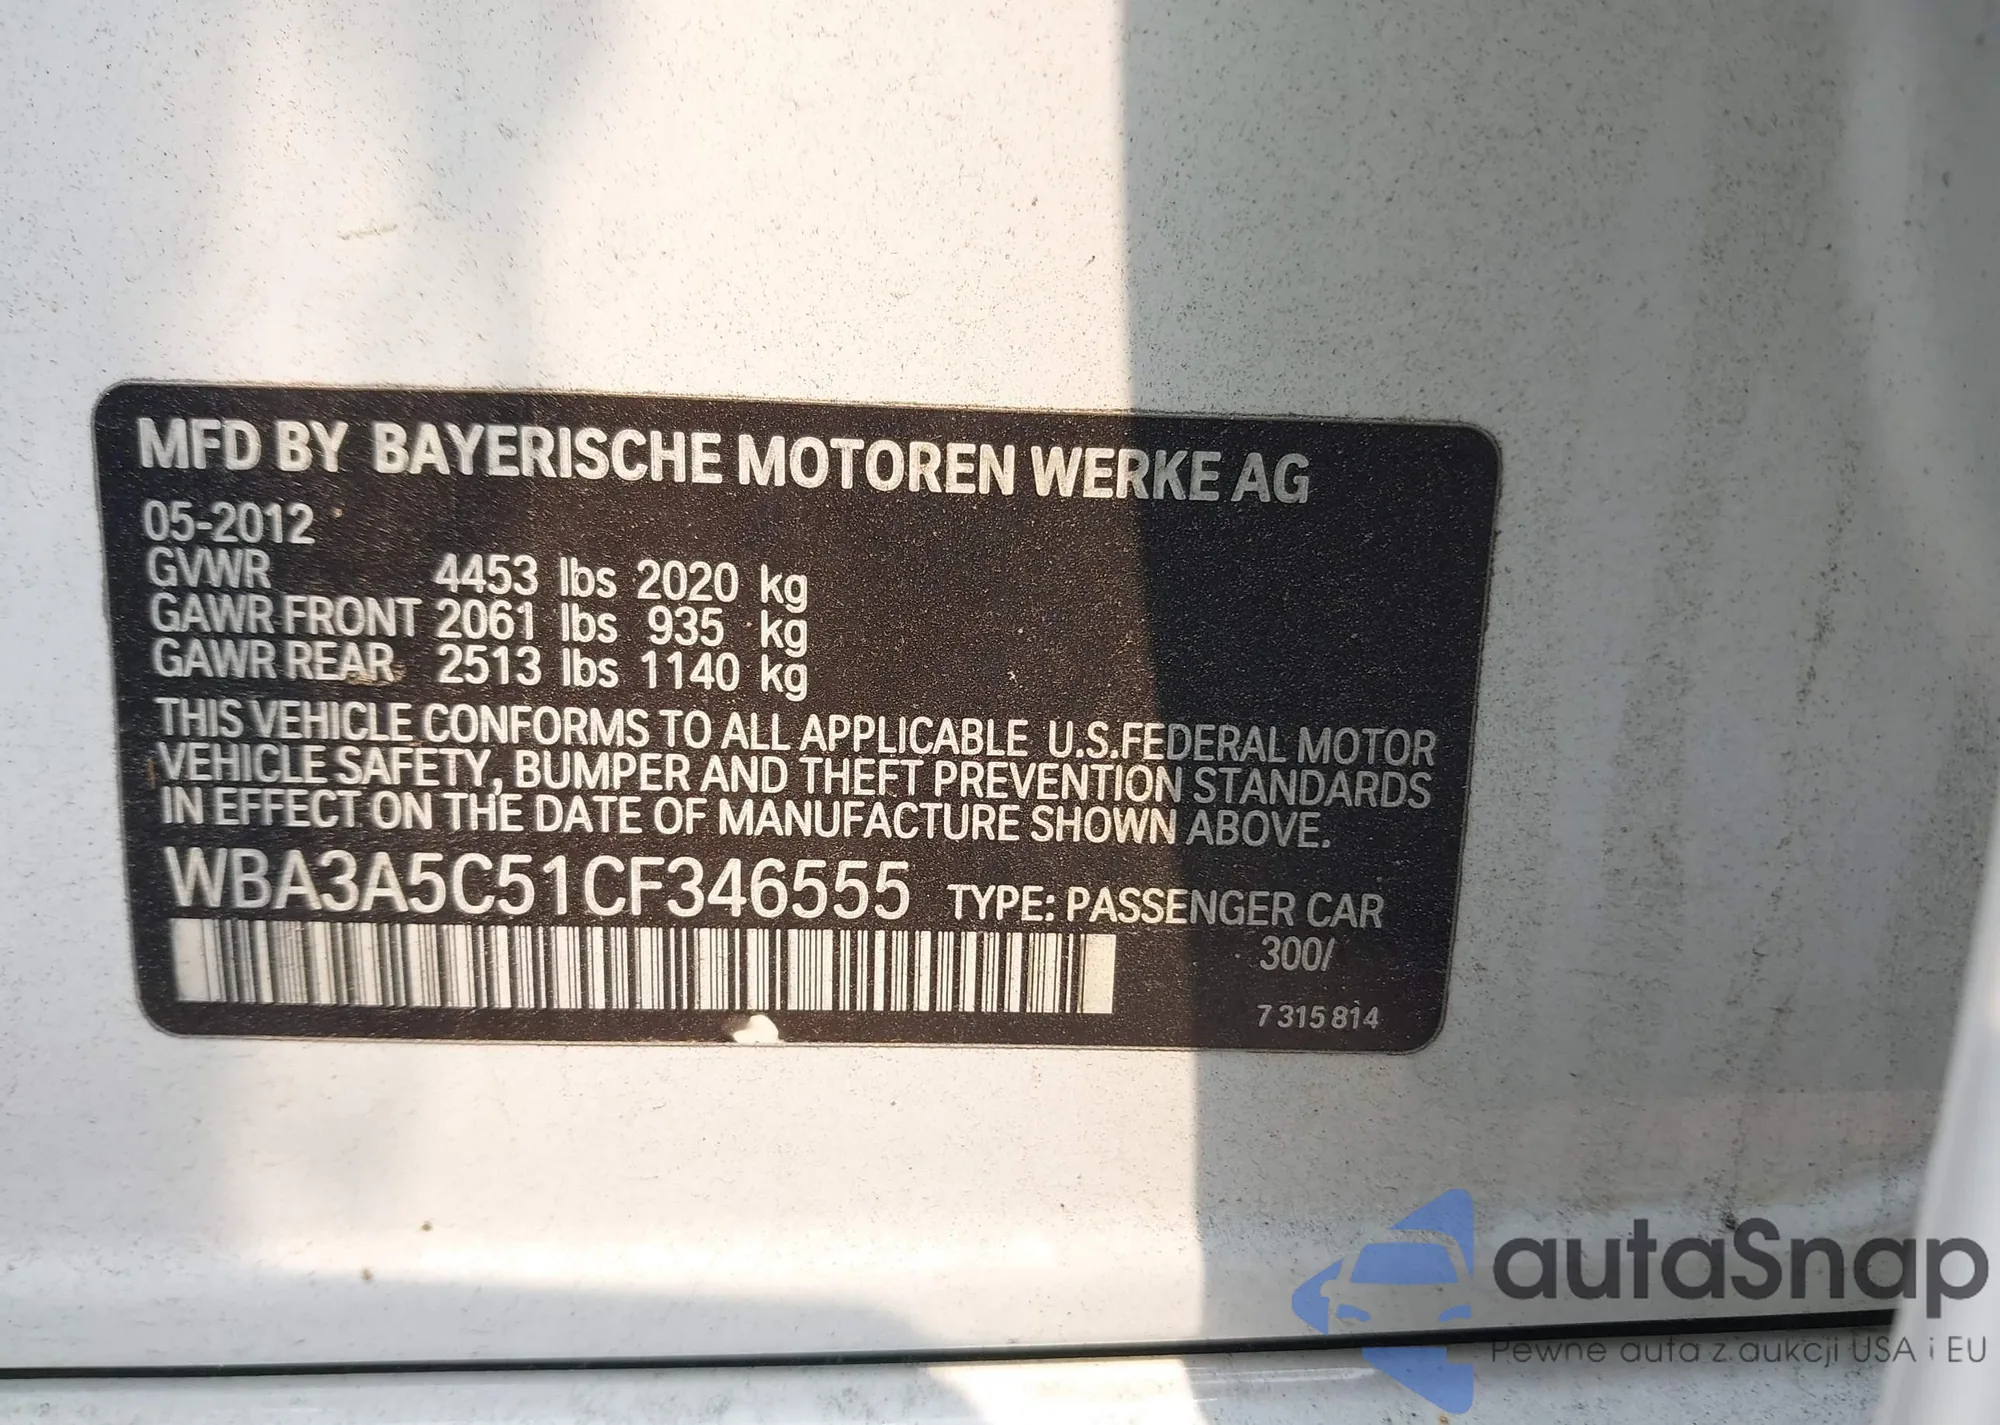 MFD BY BAYERISCHE MOTOREN WERKE AG
05-2012
GVWR 4453 lbs 2020 kg
GAWR FRONT 2061 lbs 935 kg
GAWR REAR 2513 lbs 1140 kg
THIS VEHICLE CONFORMS TO ALL APPLICABLE U.S.FEDERAL MOTOR
VEHICLE SAFETY, BUMPER AND THEFT PREVENTION STANDARDS
IN EFFECT ON THE DATE OF MANUFACTURE SHOWN ABOVE.
WBA3A5C51CF346555 TYPE: PASSENGER CAR
300/
7 315 814
autaSnap
Pewne auta z aukcji USA i EU